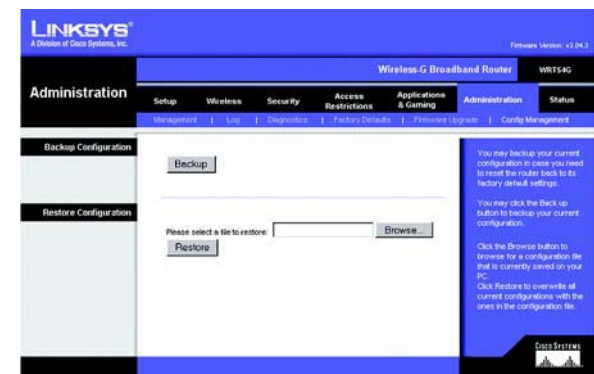 LINKSYS®
A Division of Cisco Systems, Inc.
Firmware Version: v2.04.3
Wireless-G Broadband Router
WRT54G
Administration
Setup
Wireless
Security
Access
Restrictions
Applications
& Gaming
Administration
Status
Management | Log | Diagnostics | Factory Defaults | Firmware Upgrade | Config Management
Backup Configuration
Backup
You may backup your current
configuration in case you need
to reset the router back to its
factory default settings.
You may click the Back up
button to backup your current
configuration.
Restore Configuration
Please select a file to restore:
Browse...
Restore
Click the Browse button to
browse for a configuration file
that is currently saved on your
PC.
Click Restore to overwrite all
current configurations with the
ones in the configuration file.
CISCO SYSTEMS